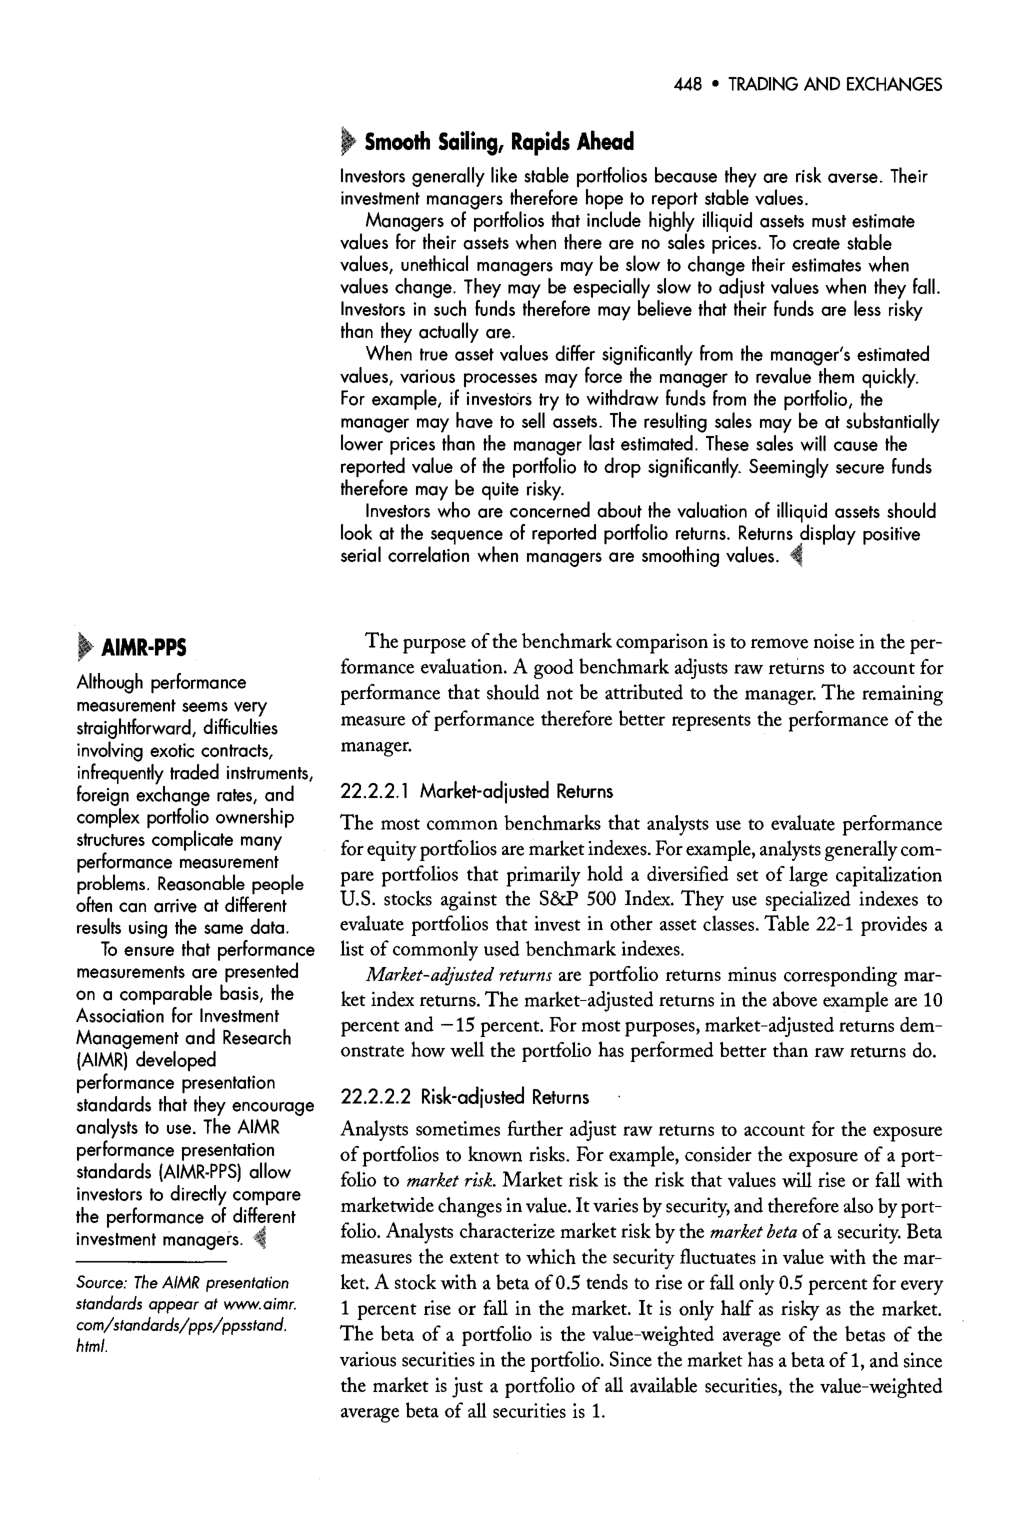 448 • TRADING AND EXCHANGES
Smooth Sailing, Rapids Ahead
Investors generally like stable portfolios because they are risk averse. Their
investment managers therefore hope to report stable values.
Managers of portfolios that include highly illiquid assets must estimate
values for their assets when there are no sales prices. To create stable
values, unethical managers may be slow to change their estimates when
values change. They may be especially slow to adjust values when they fall.
Investors in such funds therefore may believe that their funds are less risky
than they actually are.
When true asset values differ significantly from the manager's estimated
values, various processes may force the manager to revalue them quickly.
For example, if investors try to withdraw funds from the portfolio, the
manager may have to sell assets. The resulting sales may be at substantially
lower prices than the manager last estimated. These sales will cause the
reported value of the portfolio to drop significantly. Seemingly secure funds
therefore may be quite risky.
Investors who are concerned about the valuation of illiquid assets should
look at the sequence of reported portfolio returns. Returns display positive
serial correlation when managers are smoothing values.
AIMR-PPS
Although performance
measurement seems very
straightforward, difficulties
involving exotic contracts,
infrequently traded instruments,
foreign exchange rates, and
complex portfolio ownership
structures complicate many
performance measurement
problems. Reasonable people
often can arrive at different
results using the same data.
To ensure that performance
measurements are presented
on a comparable basis, the
Association for Investment
Management and Research
(AIMR) developed
performance presentation
standards that they encourage
analysts to use. The AIMR
performance presentation
standards (AIMR-PPS) allow
investors to directly compare
the performance of different
investment managers.
Source: The AIMR presentation
standards appear at www.aimr.
com/standards/pps/ppsstand.
html.
The purpose of the benchmark comparison is to remove noise in the per-
formance evaluation. A good benchmark adjusts raw returns to account for
performance that should not be attributed to the manager. The remaining
measure of performance therefore better represents the performance of the
manager.
22.2.2.1 Market-adjusted Returns
The most common benchmarks that analysts use to evaluate performance
for equity portfolios are market indexes. For example, analysts generally com-
pare portfolios that primarily hold a diversified set of large capitalization
U.S. stocks against the S&P 500 Index. They use specialized indexes to
evaluate portfolios that invest in other asset classes. Table 22-1 provides a
list of commonly used benchmark indexes.
Market-adjusted returns are portfolio returns minus corresponding mar-
ket index returns. The market-adjusted returns in the above example are 10
percent and −15 percent. For most purposes, market-adjusted returns dem-
onstrate how well the portfolio has performed better than raw returns do.
22.2.2.2 Risk-adjusted Returns
Analysts sometimes further adjust raw returns to account for the exposure
of portfolios to known risks. For example, consider the exposure of a port-
folio to market risk. Market risk is the risk that values will rise or fall with
marketwide changes in value. It varies by security, and therefore also by port-
folio. Analysts characterize market risk by the market beta of a security. Beta
measures the extent to which the security fluctuates in value with the mar-
ket. A stock with a beta of 0.5 tends to rise or fall only 0.5 percent for every
1 percent rise or fall in the market. It is only half as risky as the market.
The beta of a portfolio is the value-weighted average of the betas of the
various securities in the portfolio. Since the market has a beta of 1, and since
the market is just a portfolio of all available securities, the value-weighted
average beta of all securities is 1.